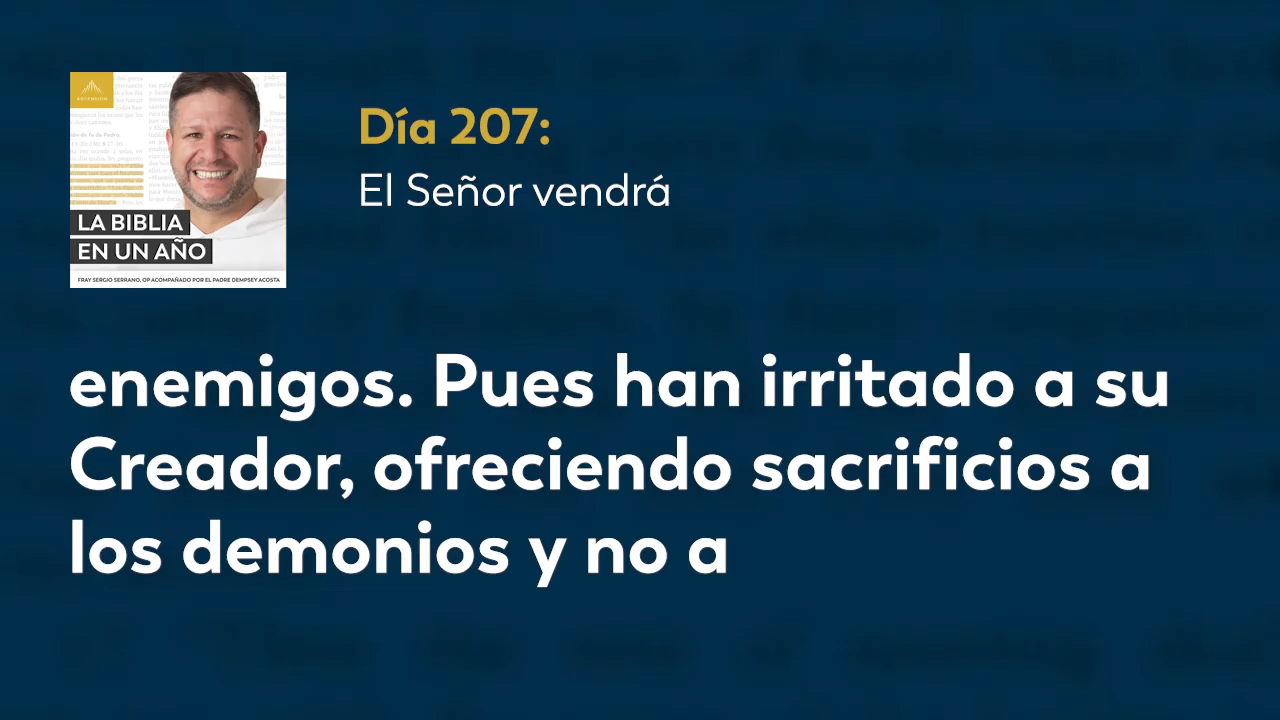 ASCENSION
LA BIBLIA
EN UN AÑO
FRAY SERGIO SERRANO, OP ACOMPAÑADO POR EL PADRE DEMPSEY ACOSTA
Día 207:
El Señor vendrá
enemigos. Pues han irritado a su
Creador, ofreciendo sacrificios a
los demonios y no a